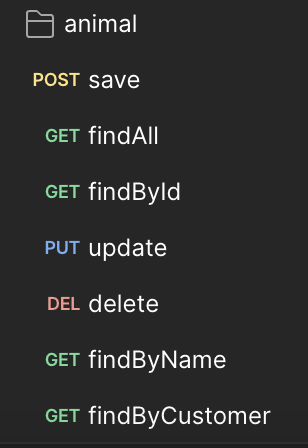 animal
POST save
GET findAll
GET findById
PUT update
DEL delete
GET findByName
GET findByCustomer